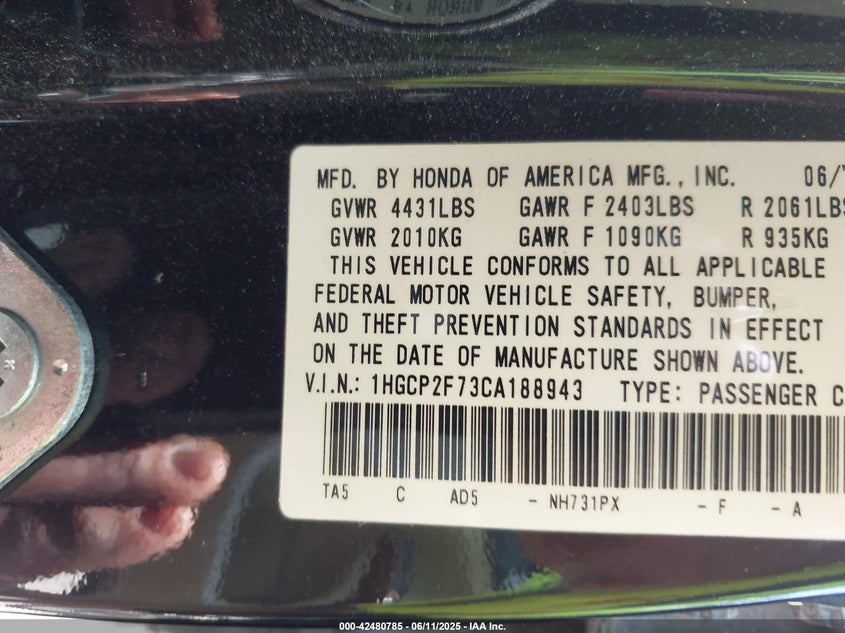 MFD. BY HONDA OF AMERICA MFG., INC. 06/
GVWR 4431LBS GAWR F 2403LBS R 2061LBS
GVWR 2010KG GAWR F 1090KG R 935KG
THIS VEHICLE CONFORMS TO ALL APPLICABLE
FEDERAL MOTOR VEHICLE SAFETY, BUMPER,
AND THEFT PREVENTION STANDARDS IN EFFECT
ON THE DATE OF MANUFACTURE SHOWN ABOVE.
V.I.N.: 1HGCP2F73CA188943 TYPE: PASSENGER C
TA5 C AD5 - NH731PX - F - A
000-42480785 - 06/11/2025 - IAA Inc.